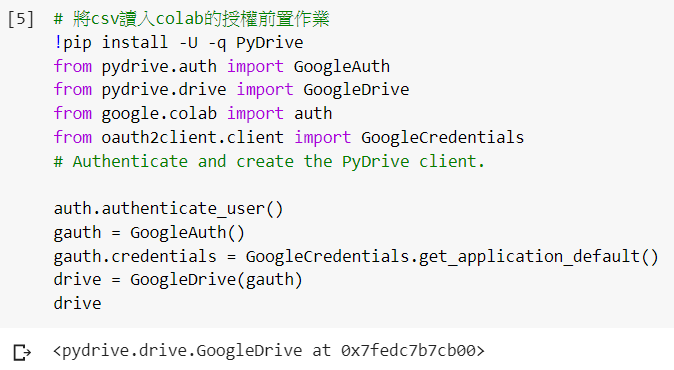 [5] # 將csv讀入colab的授權前置作業
!pip install -U -q PyDrive
from pydrive.auth import GoogleAuth
from pydrive.drive import GoogleDrive
from google.colab import auth
from oauth2client.client import GoogleCredentials
# Authenticate and create the PyDrive client.
auth.authenticate_user()
gauth = GoogleAuth()
gauth.credentials = GoogleCredentials.get_application_default()
drive = GoogleDrive(gauth)
drive
<pydrive.drive.GoogleDrive at 0x7fedc7b7cb00>